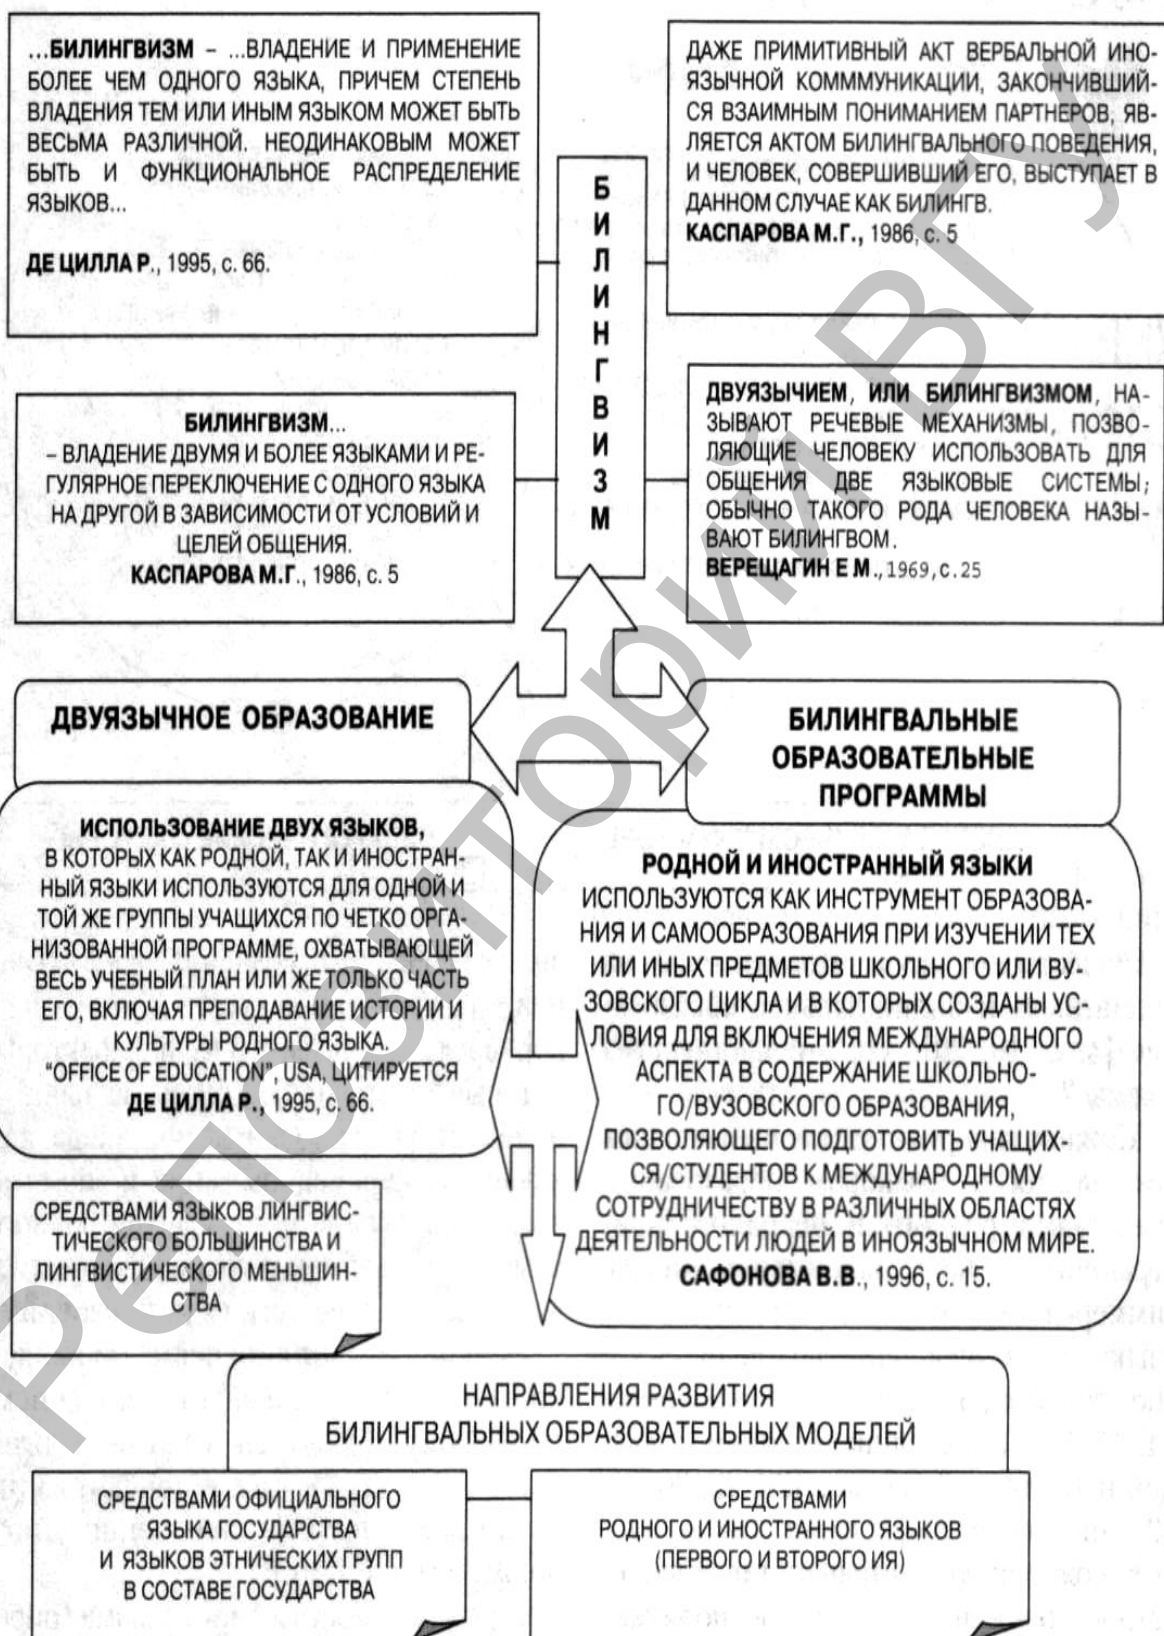 ...БИЛИНГВИЗМ – ...ВЛАДЕНИЕ И ПРИМЕНЕНИЕ
БОЛЕЕ ЧЕМ ОДНОГО ЯЗЫКА, ПРИЧЕМ СТЕПЕНЬ
ВЛАДЕНИЯ ТЕМ ИЛИ ИНЫМ ЯЗЫКОМ МОЖЕТ БЫТЬ
ВЕСЬМА РАЗЛИЧНОЙ. НЕОДИНАКОВЫМ МОЖЕТ
БЫТЬ И ФУНКЦИОНАЛЬНОЕ РАСПРЕДЕЛЕНИЕ
ЯЗЫКОВ...
ДЕ ЦИЛЛА Р., 1995, с. 66.
ДАЖЕ ПРИМИТИВНЫЙ АКТ ВЕРБАЛЬНОЙ ИНО-
ЯЗЫЧНОЙ КОМММУНИКАЦИИ, ЗАКОНЧИВШИЙ-
СЯ ВЗАИМНЫМ ПОНИМАНИЕМ ПАРТНЕРОВ, ЯВ-
ЛЯЕТСЯ АКТОМ БИЛИНГВАЛЬНОГО ПОВЕДЕНИЯ,
И ЧЕЛОВЕК, СОВЕРШИВШИЙ ЕГО, ВЫСТУПАЕТ В
ДАННОМ СЛУЧАЕ КАК БИЛИНГВ.
КАСПАРОВА М.Г., 1986, с. 5
Б
И
Л
И
Н
Г
В
И
З
М
БИЛИНГВИЗМ...
– ВЛАДЕНИЕ ДВУМЯ И БОЛЕЕ ЯЗЫКАМИ И РЕ-
ГУЛЯРНОЕ ПЕРЕКЛЮЧЕНИЕ С ОДНОГО ЯЗЫКА
НА ДРУГОЙ В ЗАВИСИМОСТИ ОТ УСЛОВИЙ И
ЦЕЛЕЙ ОБЩЕНИЯ.
КАСПАРОВА М.Г., 1986, с. 5
ДВУЯЗЫЧИЕМ, ИЛИ БИЛИНГВИЗМОМ, НА-
ЗЫВАЮТ РЕЧЕВЫЕ МЕХАНИЗМЫ, ПОЗВО-
ЛЯЮЩИЕ ЧЕЛОВЕКУ ИСПОЛЬЗОВАТЬ ДЛЯ
ОБЩЕНИЯ ДВЕ ЯЗЫКОВЫЕ СИСТЕМЫ;
ОБЫЧНО ТАКОГО РОДА ЧЕЛОВЕКА НАЗЫ-
ВАЮТ БИЛИНГВОМ.
ВЕРЕЩАГИН Е М., 1969, с.25
ДВУЯЗЫЧНОЕ ОБРАЗОВАНИЕ
БИЛИНГВАЛЬНЫЕ
ОБРАЗОВАТЕЛЬНЫЕ
ПРОГРАММЫ
ИСПОЛЬЗОВАНИЕ ДВУХ ЯЗЫКОВ,
В КОТОРЫХ КАК РОДНОЙ, ТАК И ИНОСТРАН-
НЫЙ ЯЗЫКИ ИСПОЛЬЗУЮТСЯ ДЛЯ ОДНОЙ И
ТОЙ ЖЕ ГРУППЫ УЧАЩИХСЯ ПО ЧЕТКО ОРГА-
НИЗОВАННОЙ ПРОГРАММЕ, ОХВАТЫВАЮЩЕЙ
ВЕСЬ УЧЕБНЫЙ ПЛАН ИЛИ ЖЕ ТОЛЬКО ЧАСТЬ
ЕГО, ВКЛЮЧАЯ ПРЕПОДАВАНИЕ ИСТОРИИ И
КУЛЬТУРЫ РОДНОГО ЯЗЫКА.
"OFFICE OF EDUCATION", USA, ЦИТИРУЕТСЯ
ДЕ ЦИЛЛА Р., 1995, с. 66.
РОДНОЙ И ИНОСТРАННЫЙ ЯЗЫКИ
ИСПОЛЬЗУЮТСЯ КАК ИНСТРУМЕНТ ОБРАЗОВА-
НИЯ И САМООБРАЗОВАНИЯ ПРИ ИЗУЧЕНИИ ТЕХ
ИЛИ ИНЫХ ПРЕДМЕТОВ ШКОЛЬНОГО ИЛИ ВУ-
ЗОВСКОГО ЦИКЛА И В КОТОРЫХ СОЗДАНЫ УС-
ЛОВИЯ ДЛЯ ВКЛЮЧЕНИЯ МЕЖДУНАРОДНОГО
АСПЕКТА В СОДЕРЖАНИЕ ШКОЛЬНО-
ГО/ВУЗОВСКОГО ОБРАЗОВАНИЯ,
ПОЗВОЛЯЮЩЕГО ПОДГОТОВИТЬ УЧАЩИХ-
СЯ/СТУДЕНТОВ К МЕЖДУНАРОДНОМУ
СОТРУДНИЧЕСТВУ В РАЗЛИЧНЫХ ОБЛАСТЯХ
ДЕЯТЕЛЬНОСТИ ЛЮДЕЙ В ИНОЯЗЫЧНОМ МИРЕ.
САФОНОВА В.В., 1996, с. 15.
СРЕДСТВАМИ ЯЗЫКОВ ЛИНГВИС-
ТИЧЕСКОГО БОЛЬШИНСТВА И
ЛИНГВИСТИЧЕСКОГО МЕНЬШИН-
СТВА
НАПРАВЛЕНИЯ РАЗВИТИЯ
БИЛИНГВАЛЬНЫХ ОБРАЗОВАТЕЛЬНЫХ МОДЕЛЕЙ
СРЕДСТВАМИ ОФИЦИАЛЬНОГО
ЯЗЫКА ГОСУДАРСТВА
И ЯЗЫКОВ ЭТНИЧЕСКИХ ГРУПП
В СОСТАВЕ ГОСУДАРСТВА
СРЕДСТВАМИ
РОДНОГО И ИНОСТРАННОГО ЯЗЫКОВ
(ПЕРВОГО И ВТОРОГО ИЯ)
Репозиторий ВГУ